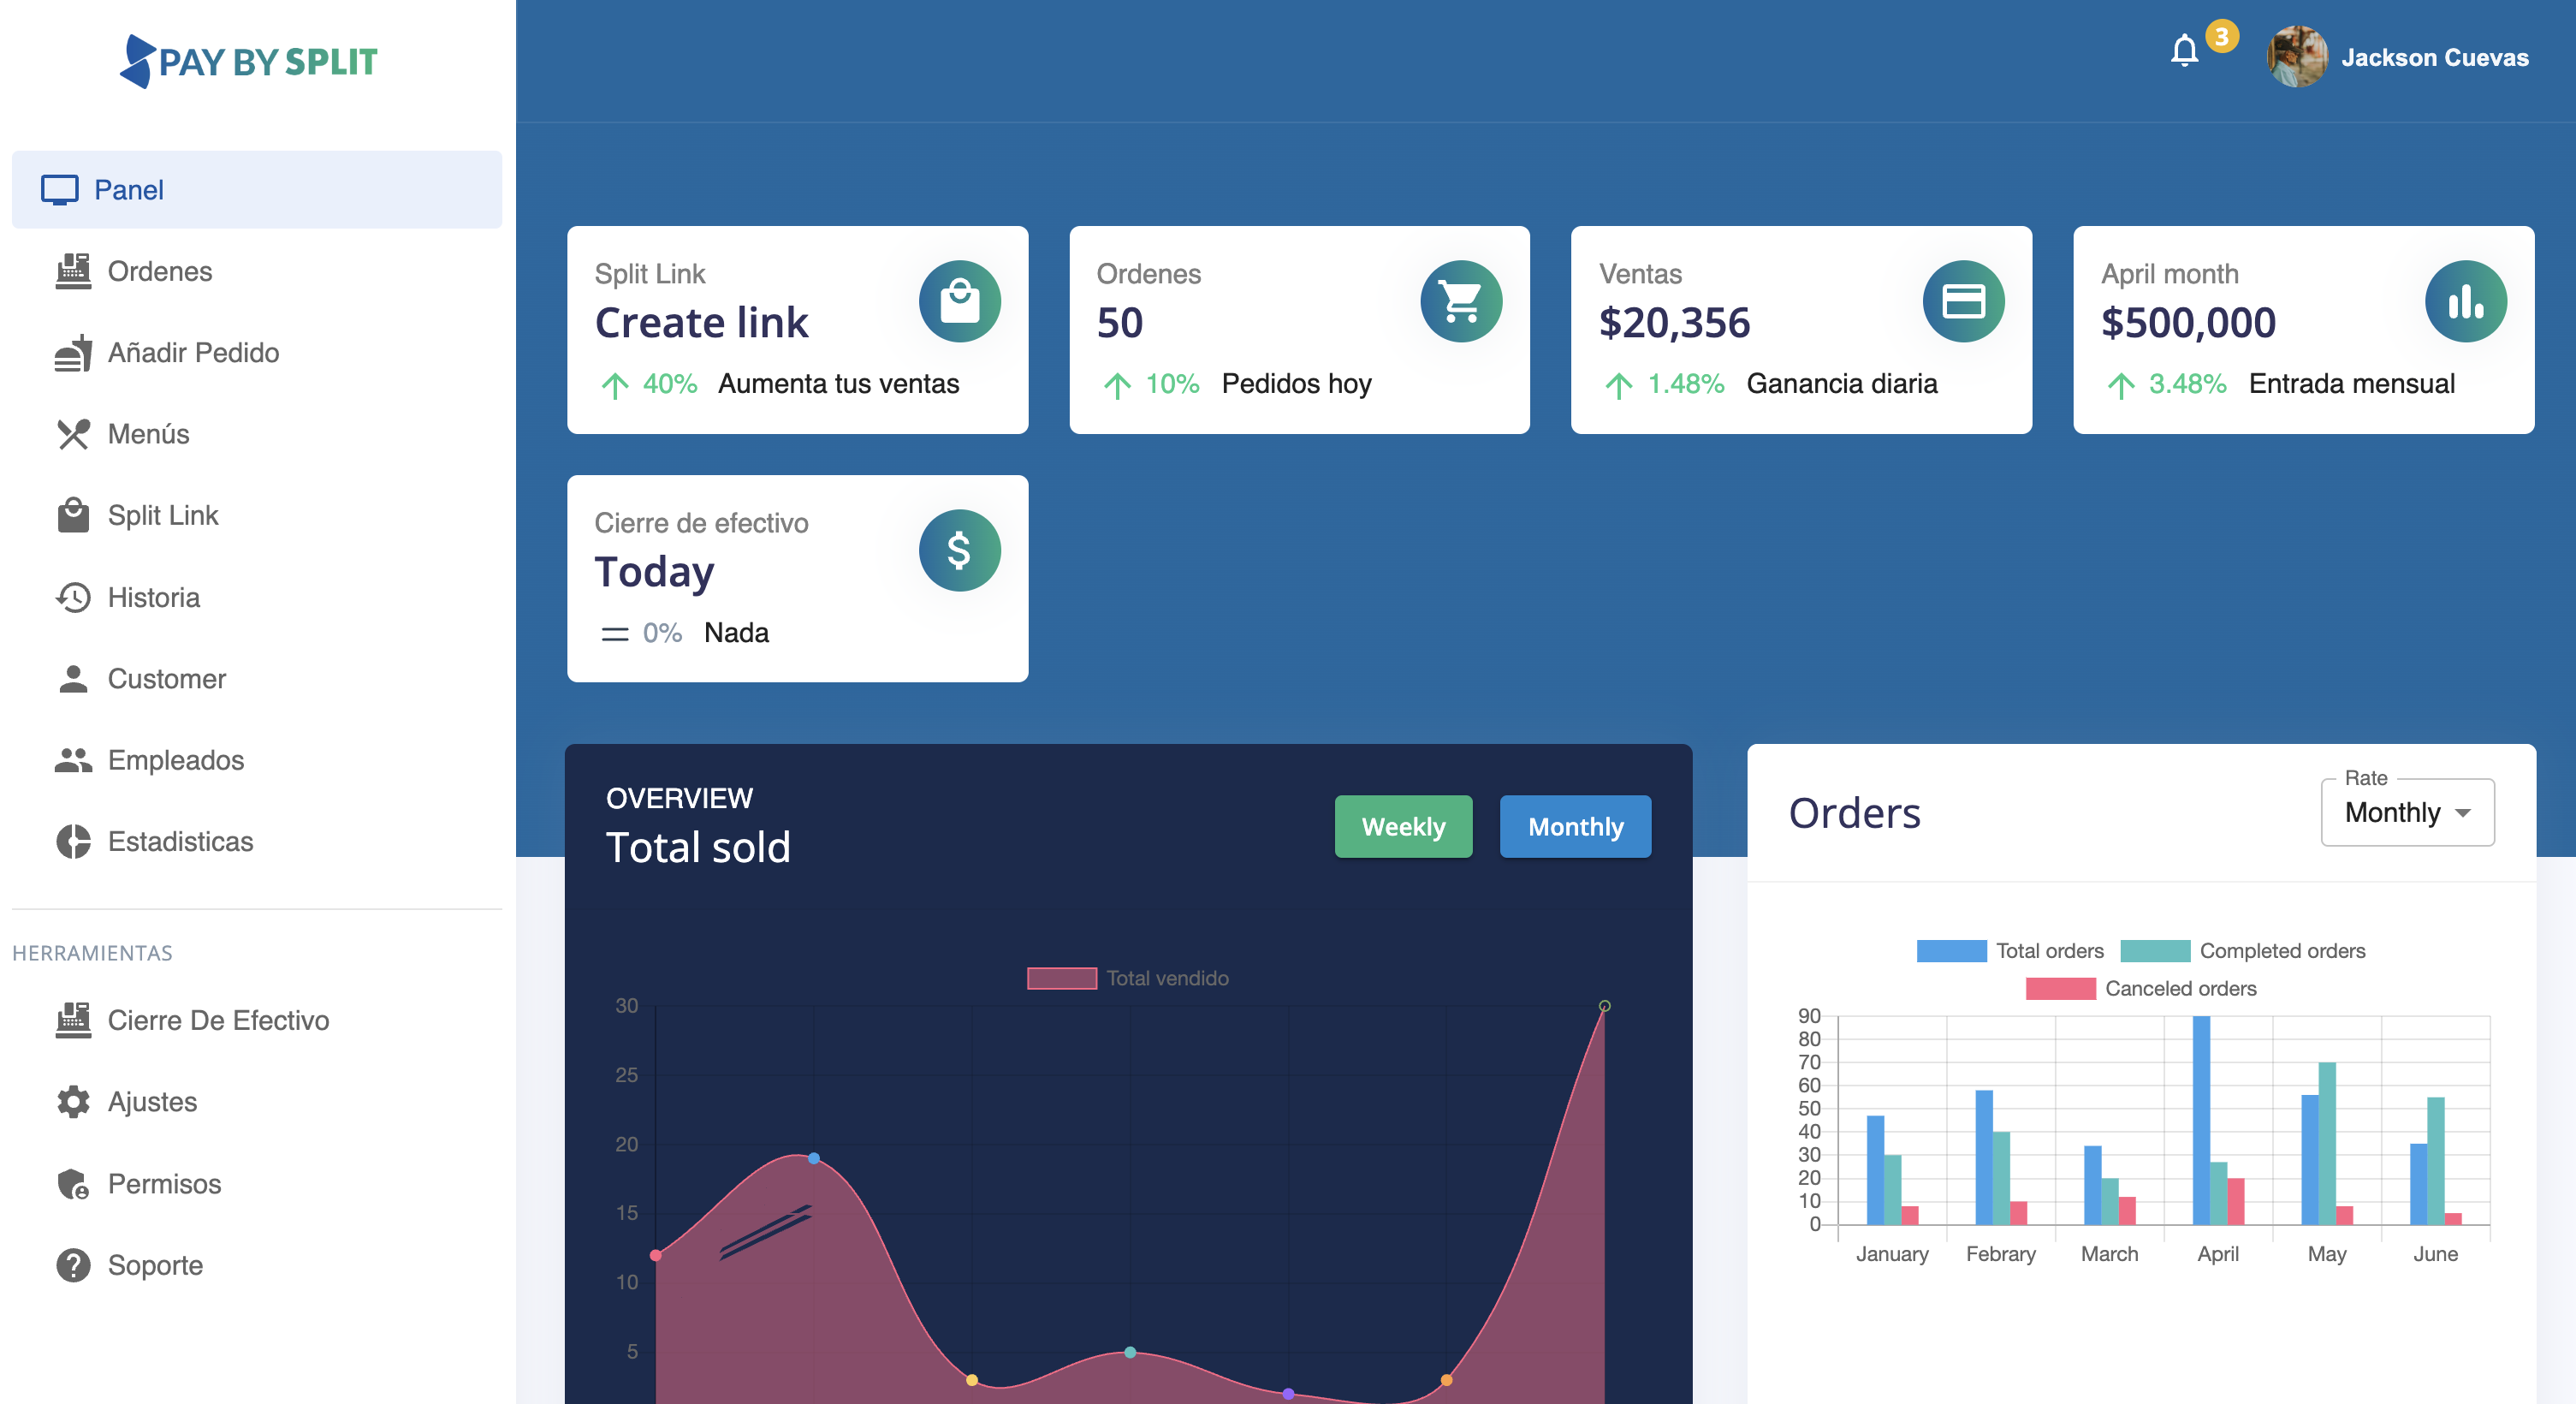 PAY BY SPLIT
3
Jackson Cuevas
Panel
Ordenes
Añadir Pedido
Menús
Split Link
Historia
Customer
Empleados
Estadisticas
HERRAMIENTAS
Cierre De Efectivo
Ajustes
Permisos
Soporte
Split Link
Create link
40% Aumenta tus ventas
Ordenes
50
10% Pedidos hoy
Ventas
$20,356
1.48% Ganancia diaria
April month
$500,000
3.48% Entrada mensual
Cierre de efectivo
Today
0% Nada
OVERVIEW
Total sold
Weekly
Monthly
Total vendido
30
25
20
15
10
5
Orders
Rate
Monthly
Total orders Completed orders
Canceled orders
90
80
70
60
50
40
30
20
10
0
January Febrary March April May June